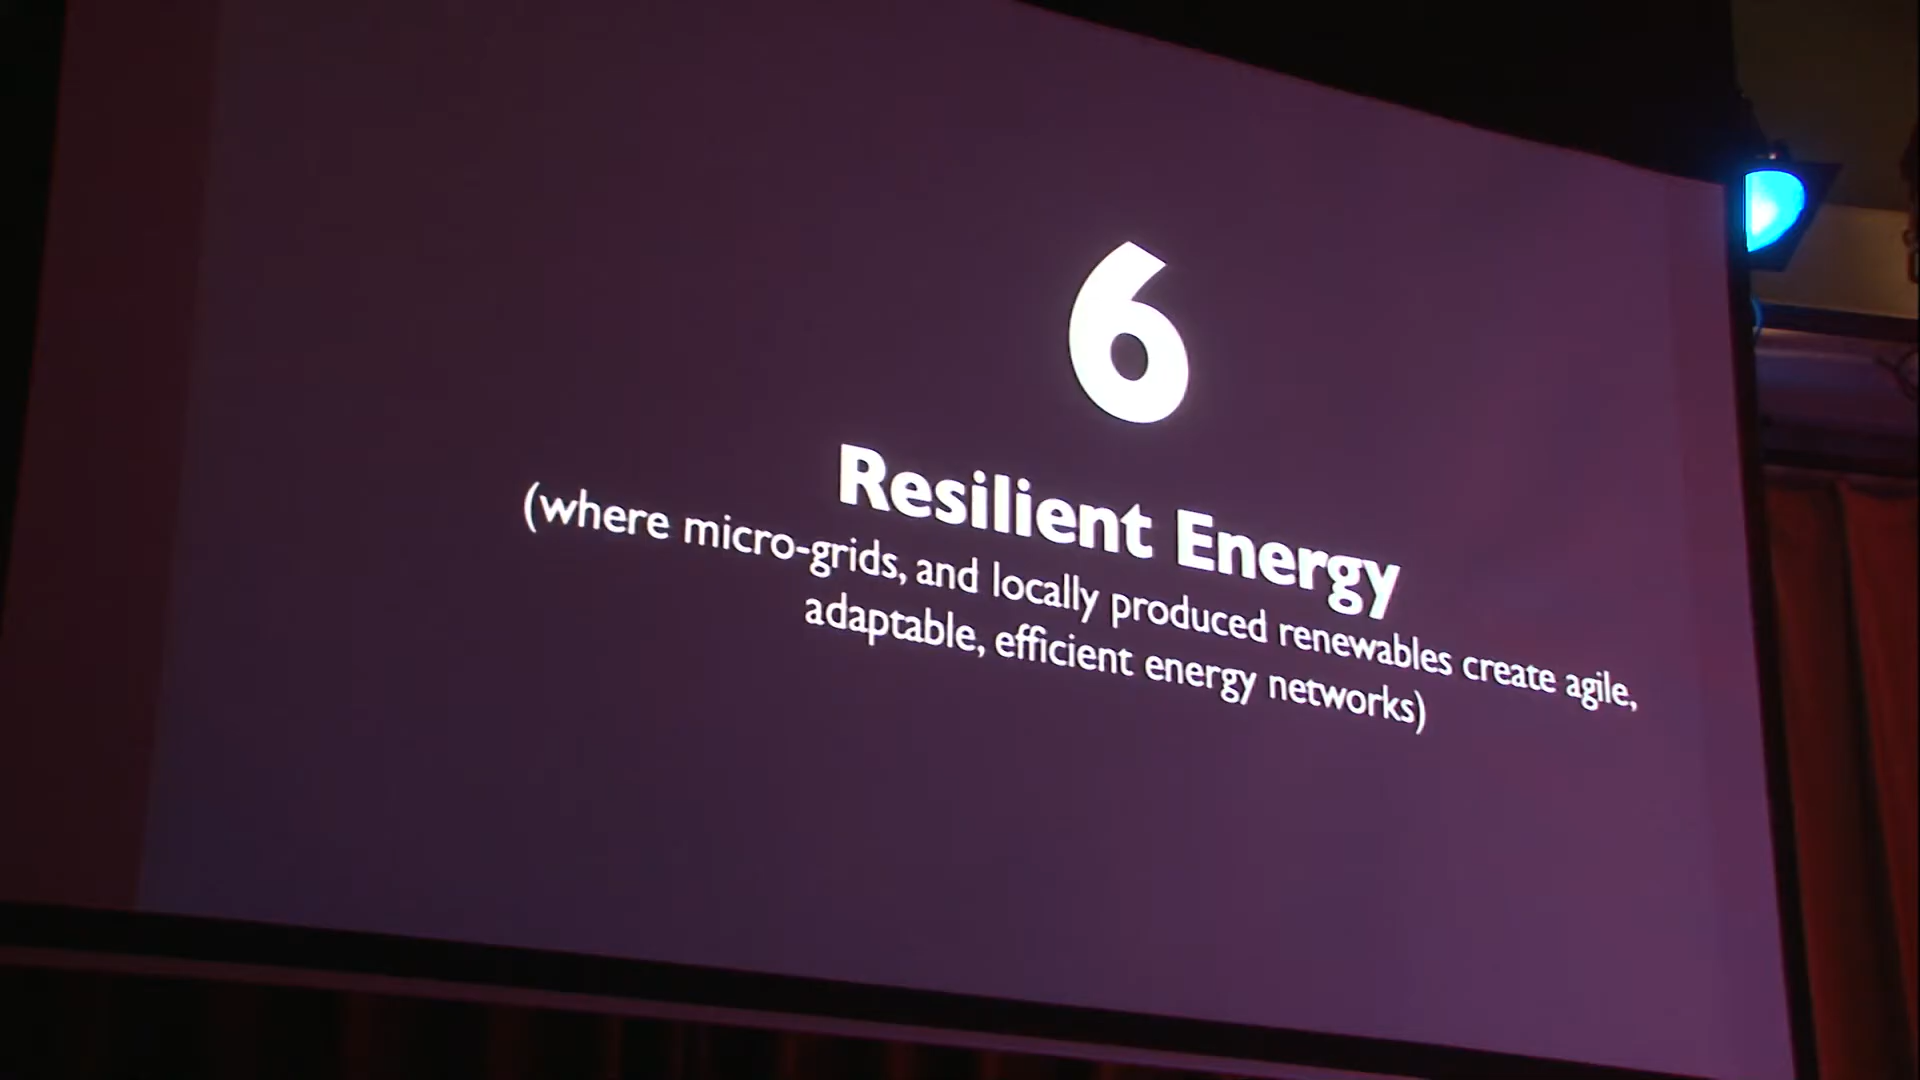 6
Resilient Energy
(where micro-grids, and locally produced renewables create agile,
adaptable, efficient energy networks)